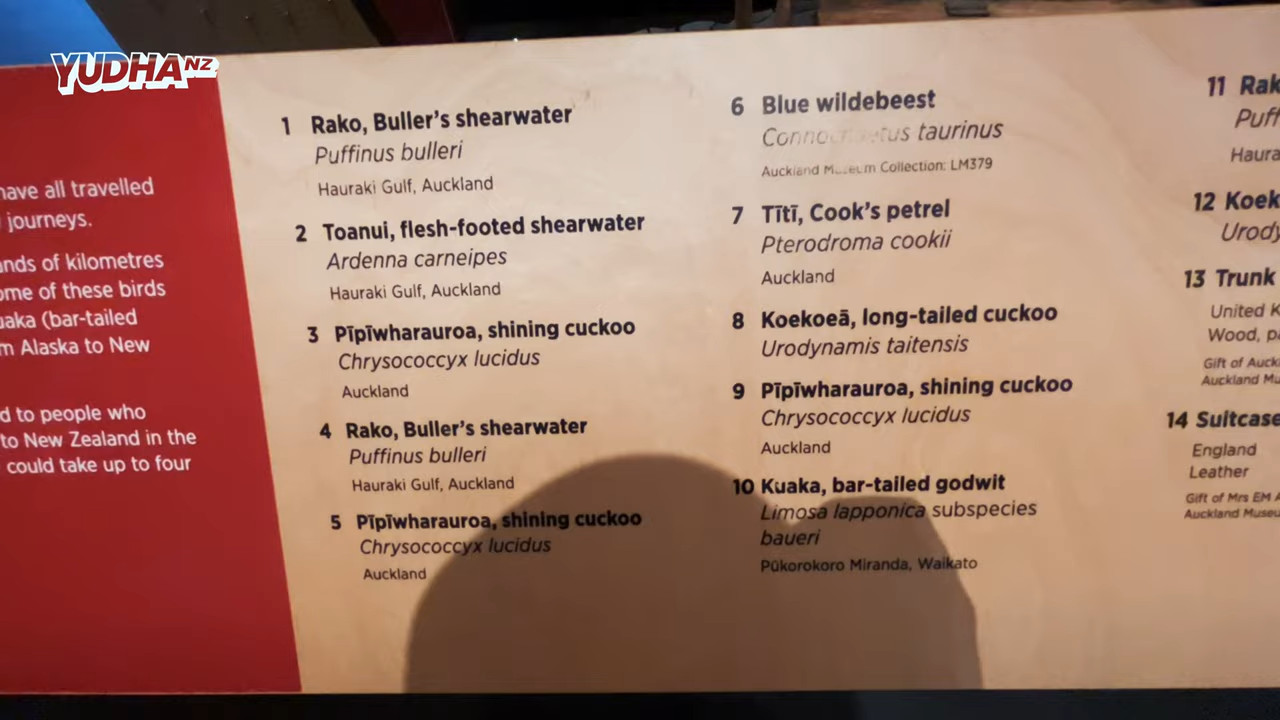 YUDHA NZ
have all travelled
journeys.
ands of kilometres
ome of these birds
uaka (bar-tailed
m Alaska to New
d to people who
to New Zealand in the
could take up to four
1 Rako, Buller's shearwater
Puffinus bulleri
Hauraki Gulf, Auckland
2 Toanui, flesh-footed shearwater
Ardenna carneipes
Hauraki Gulf, Auckland
3 Pīpīwharauroa, shining cuckoo
Chrysococcyx lucidus
Auckland
4 Rako, Buller's shearwater
Puffinus bulleri
Hauraki Gulf, Auckland
5 Pīpīwharauroa, shining cuckoo
Chrysococcyx lucidus
Auckland
6 Blue wildebeest
Connochaetus taurinus
Auckland Museum Collection: LM379
7 Tītī, Cook's petrel
Pterodroma cookii
Auckland
8 Koekoeā, long-tailed cuckoo
Urodynamis taitensis
9 Pīpīwharauroa, shining cuckoo
Chrysococcyx lucidus
Auckland
10 Kuaka, bar-tailed godwit
Limosa lapponica subspecies
baueri
Pūkorokoro Miranda, Waikato
11 Rak
Puff
Haura
12 Koek
Urody
13 Trunk
United K
Wood, pa
Gift of Auck
Auckland Mu
14 Suitcase
England
Leather
Gift of Mrs EM A
Auckland Museu